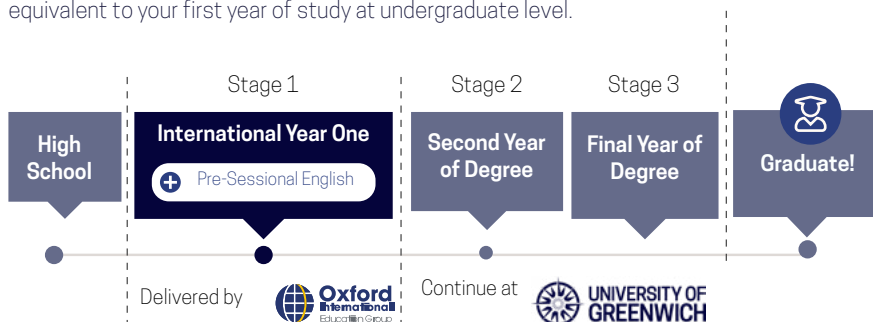 equivalent to your first year of study at undergraduate level.
Stage 1
Stage 2
Stage 3
High
School
International Year One
Pre-Sessional English
Second Year
of Degree
Final Year of
Degree
Graduate!
Delivered by
Oxford
International
Education Group
Continue at
UNIVERSITY OF
GREENWICH